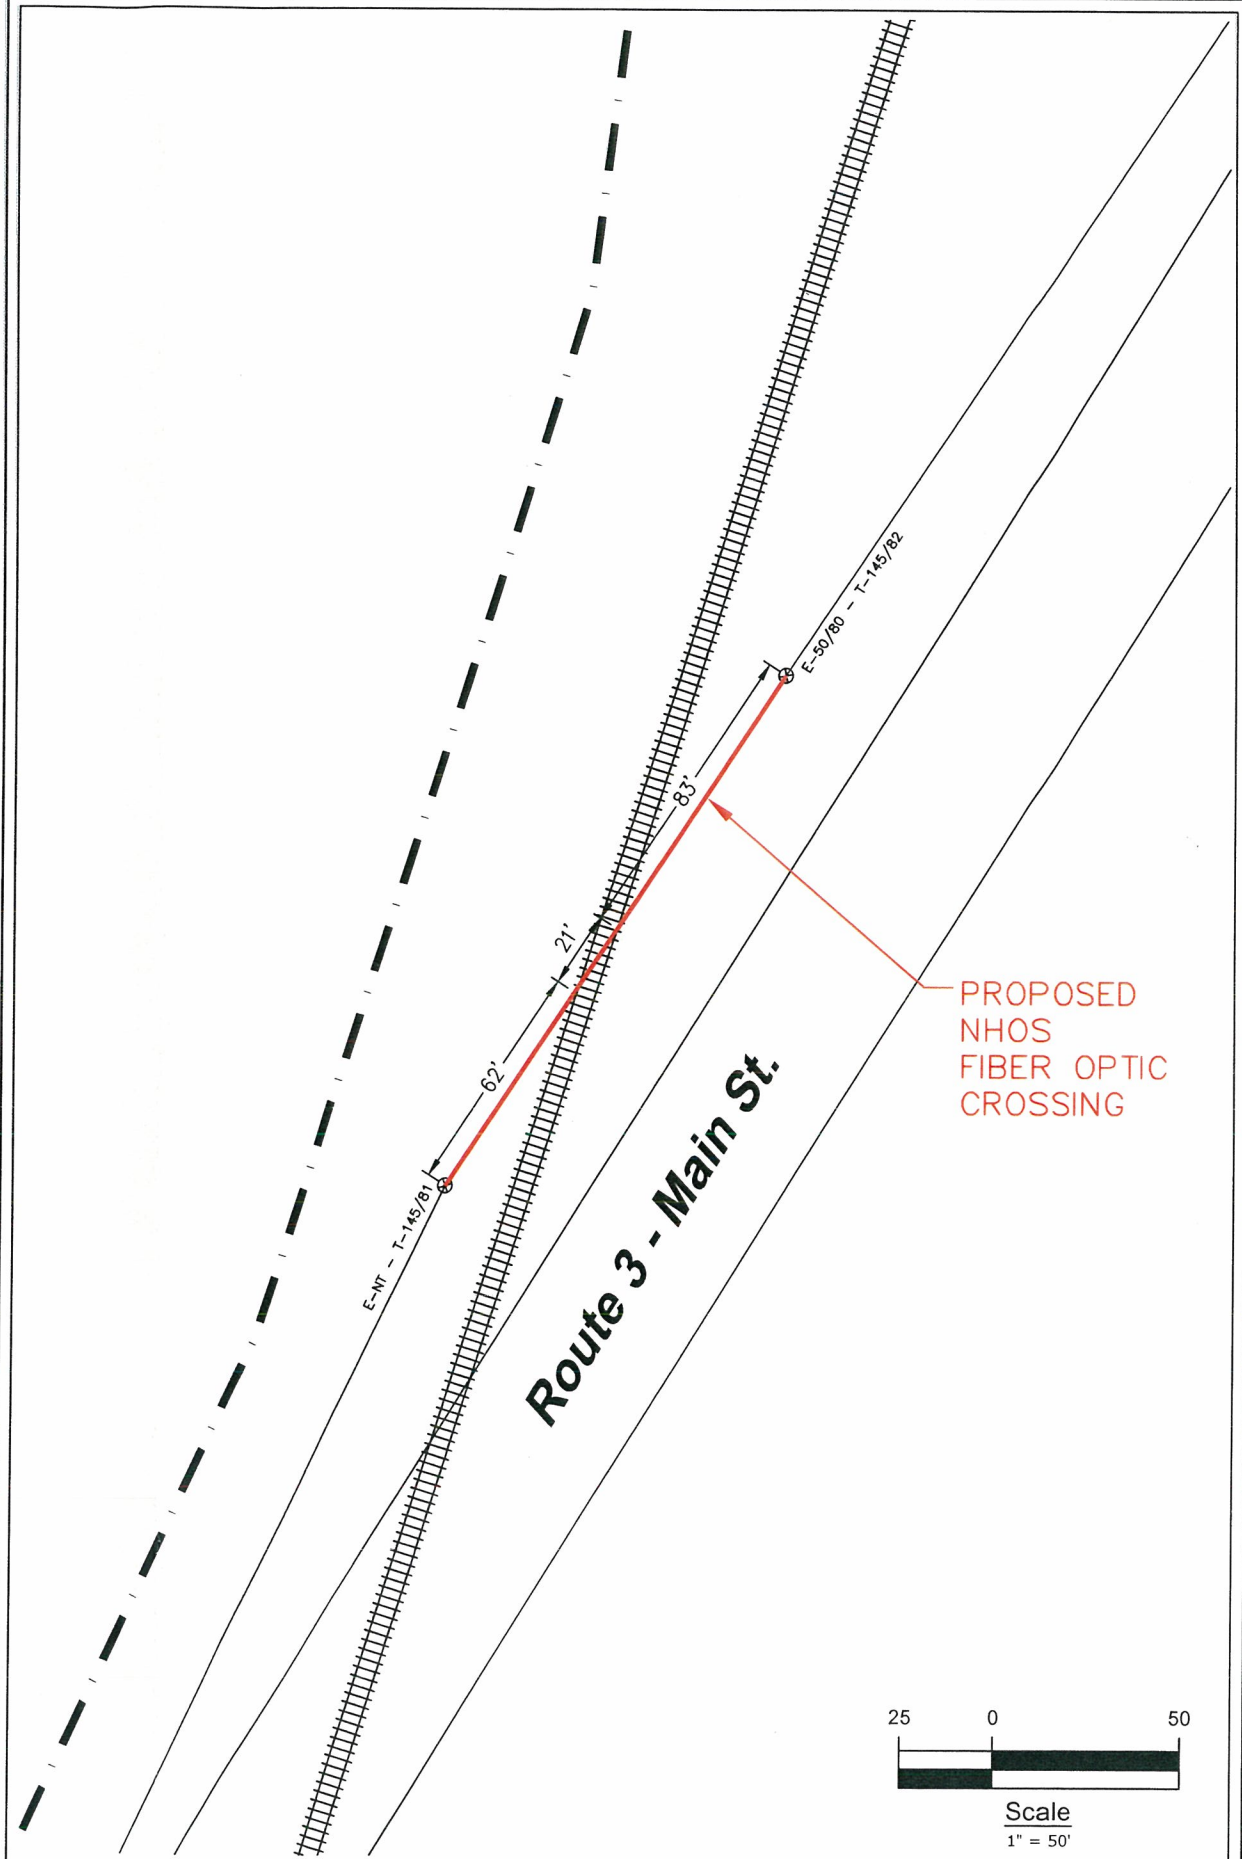 E-50/80 - T-145/82
83'
21'
PROPOSED
NHOS
FIBER OPTIC
CROSSING
62'
Route 3 - Main St.
E-NT - T-145/81
25 0 50
Scale
1" = 50'